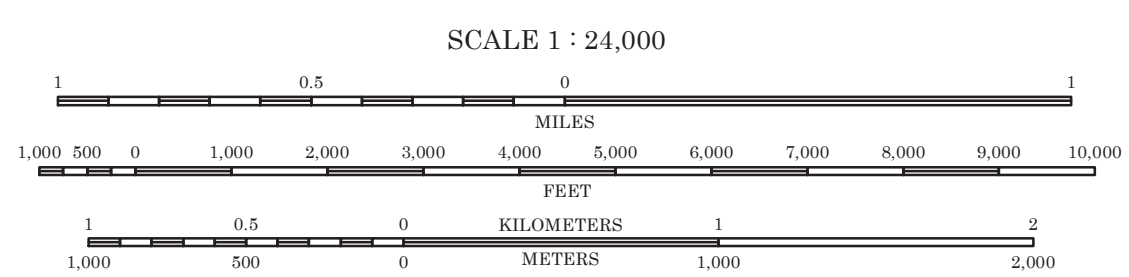 SCALE 1 : 24,000
1 0.5 0 1
MILES
1,000 500 0 1,000 2,000 3,000 4,000 5,000 6,000 7,000 8,000 9,000 10,000
FEET
1 0.5 0 KILOMETERS 1 2
1,000 500 0 METERS 1,000 2,000